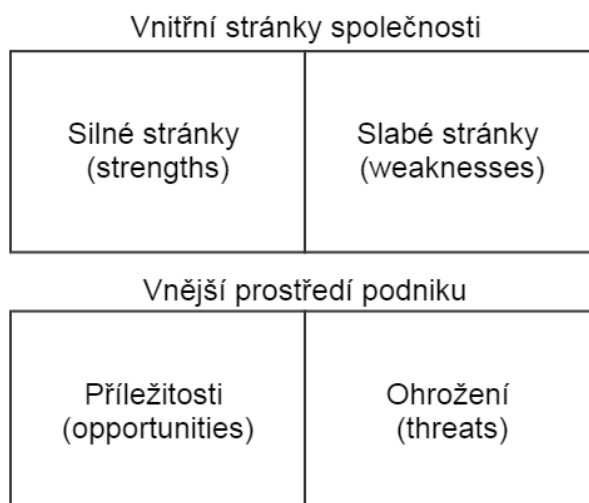 Vnitřní stránky společnosti
Silné stránky
(strengths)
Slabé stránky
(weaknesses)
Vnější prostředí podniku
Příležitosti
(opportunities)
Ohrožení
(threats)